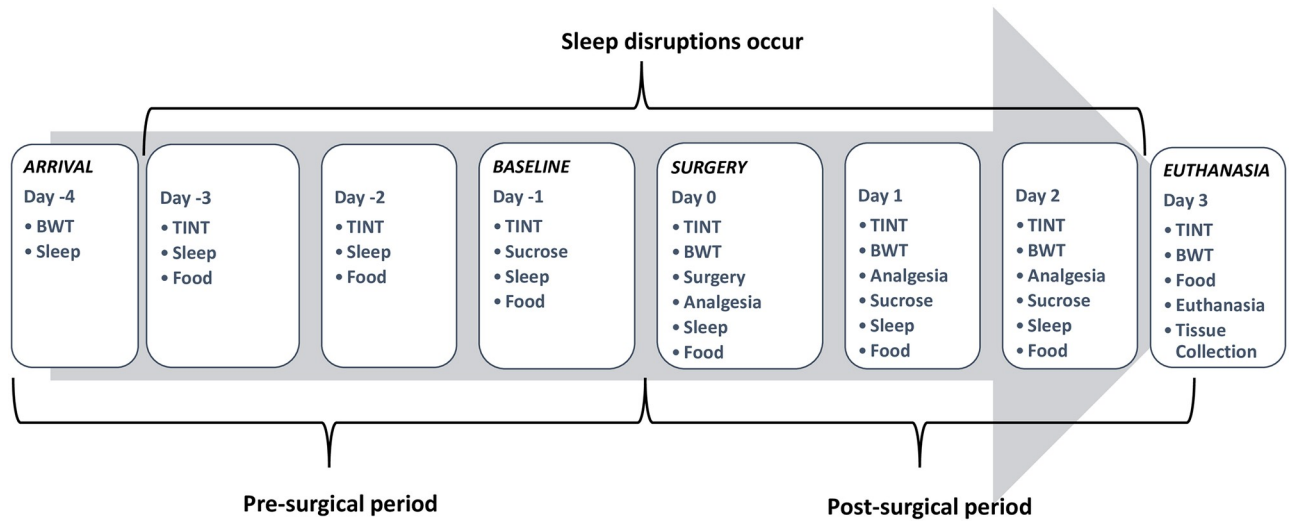 Sleep disruptions occur
ARRIVAL
Day -4
• BWT
• Sleep
Day -3
• TINT
• Sleep
• Food
Day -2
• TINT
• Sleep
• Food
BASELINE
Day -1
• TINT
• Sucrose
• Sleep
• Food
SURGERY
Day 0
• TINT
• BWT
• Surgery
• Analgesia
• Sleep
• Food
Day 1
• TINT
• BWT
• Analgesia
• Sucrose
• Sleep
• Food
Day 2
• TINT
• BWT
• Analgesia
• Sucrose
• Sleep
• Food
EUTHANASIA
Day 3
• TINT
• BWT
• Food
• Euthanasia
• Tissue
Collection
Pre-surgical period
Post-surgical period